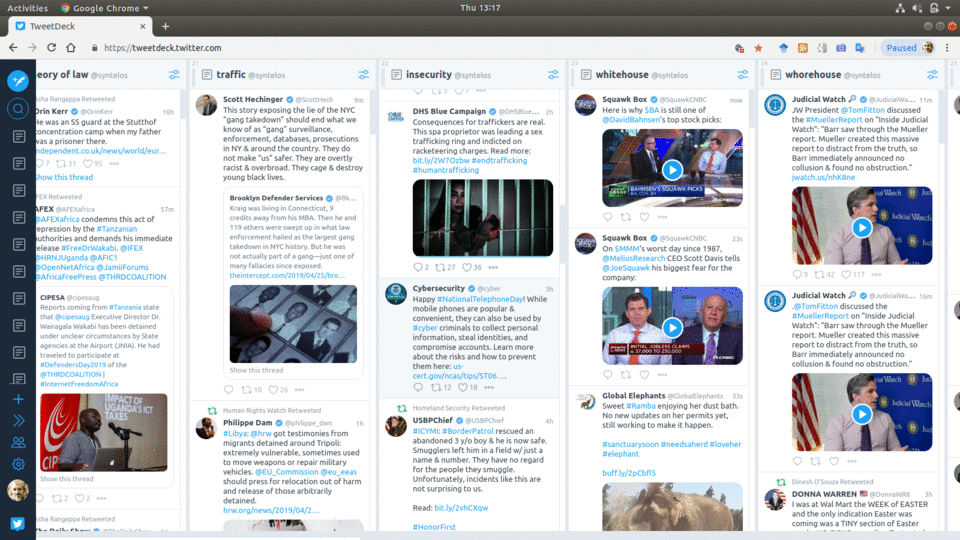 Activities
Google Chrome
Thu 13:17
TweetDeck
https://tweetdeck.twitter.com
Paused
eory of law @syntelos
Asha Rangappa Retweeted
Orin Kerr @OrinKerr 10h
He was an SS guard at the Stutthof
concentration camp when my father
was a prisoner there.
independent.co.uk/news/world/eur…
7 31 95
Show this thread
IFEX Retweeted
AFEX @AFEXafrica 57m
@AFEXafrica condemns this act of
repression by the #Tanzanian
authorities and demands his immediate
release #FreeDrWakabi. @IFEX
@HRNJUganda @AFIC1
@OpenNetAfrica @JamiiForums
@AfricaFreePress @THRDCOALITION
CIPESA @cipesaug
Reports coming from #Tanzania state
that @cipesaug Executive Director Dr.
Wairagala Wakabi has been detained
under unclear circumstances by State
agencies at the Airport (JNIA). He had
traveled to participate at
#DefendersDay2019 of the
@THRDCOALITION |
#InternetFreedomAfrica
IMPACT OF
UGANDA'S ICT
TAXES
CIPES
Show this thread
2 2
The Daily Show
21
traffic @syntelos
Scott Hechinger @ScottHech 9m
This story exposing the lie of the NYC
"gang takedown" should end what we
know of as "gang" surveillance,
enforcement, databases, prosecutions
in NY & around the country. They do
not make "us" safer. They are overtly
racist & overbroad. They cage & destroy
young black lives.
Brooklyn Defender Services @Bk…
Kraig was living in Connecticut, 9
credits away from his MBA. Then he and
119 others were swept up in what law
enforcement hailed as the largest gang
takedown in NYC history. But he was
not actually part of a gang—just one of
many fallacies since exposed.
theintercept.com/2019/04/25/bro…
Show this thread
10 26
Human Rights Watch Retweeted
Philippe Dam @philippe_dam 1h
#Libya: @hrw got testimonies from
migrants detained around Tripoli:
extremely vulnerable, sometimes used
to move weapons or repair military
vehicles. @EU_Commission @eu_eeas
should press for relocation out of harm
and release of those arbitrarily
detained.
hrw.org/news/2019/04/2…
22
insecurity @syntelos
DHS Blue Campaign @DHSBlue… 2h
Consequences for traffickers are real.
This spa proprietor was leading a sex
trafficking ring and indicted on
racketeering charges. Read more:
bit.ly/2W7Ozbw #endtrafficking
#humantrafficking
2 27 36
Cybersecurity @cyber 3h
Happy #NationalTelephoneDay! While
mobile phones are popular &
convenient, they can also be used by
#cyber criminals to collect personal
information, steal identities, and
compromise accounts. Learn more
about the risks and how to prevent
them here: us-
cert.gov/ncas/tips/ST06….
12 18
Homeland Security Retweeted
USBPChief @USBPChief 4h
#ICYMI: #BorderPatrol rescued an
abandoned 3 y/o boy & he is now safe.
Smugglers left him in a field w/ just a
name & number. They have no regard
for the people they smuggle.
Unfortunately, incidents like this are
not surprising to us.
Read: bit.ly/2vhCXqw
#HonorFirst
23
whitehouse @syntelos
Squawk Box @SquawkCNBC now
Here is why $BA is still one of
@DavidBahnsen's top stock picks:
BAHNSEN'S SQUAWK PICKS
BA, CVS, XFI
Squawk Box @SquawkCNBC 23s
On $MMM's worst day since 1987,
@MeliusResearch CEO Scott Davis tells
@JoeSquawk his biggest fear for the
company:
INITIAL JOBLESS CLAIMS
37,000 TO 230,000
Global Elephants @GlobalElephants 33s
Sweet #Ramba enjoying her dust bath.
No new updates on her permits yet,
still working to make it happen.
#sanctuarysoon #needsaherd #loveher
#elephant
buff.ly/2pCbfl5
24
whorehouse @syntelos
Judicial Watch @JudicialWa… 11m
JW President @TomFitton discussed
the #MuellerReport on "Inside Judicial
Watch": "Barr saw through the Mueller
report. Mueller created this massive
report to distract from the truth, so
Barr immediately announced no
collusion & found no obstruction."
jwatch.us/nhK8ne
Judicial Watch
9 42 117
Judicial Watch @JudicialWa… 16m
.@TomFitton discussed the
#MuellerReport on "Inside Judicial
Watch": "Barr saw through the Mueller
report. Mueller created this massive
report to distract from the truth, so
Barr immediately announced no
collusion & found no obstruction."
Judicial Watch
Dinesh D'Souza Retweeted
DONNA WARREN @DonnaWR8 3h
I was at Wal Mart the WEEK of EASTER
and the only indication Easter was
coming was a TINY section of Easter
25